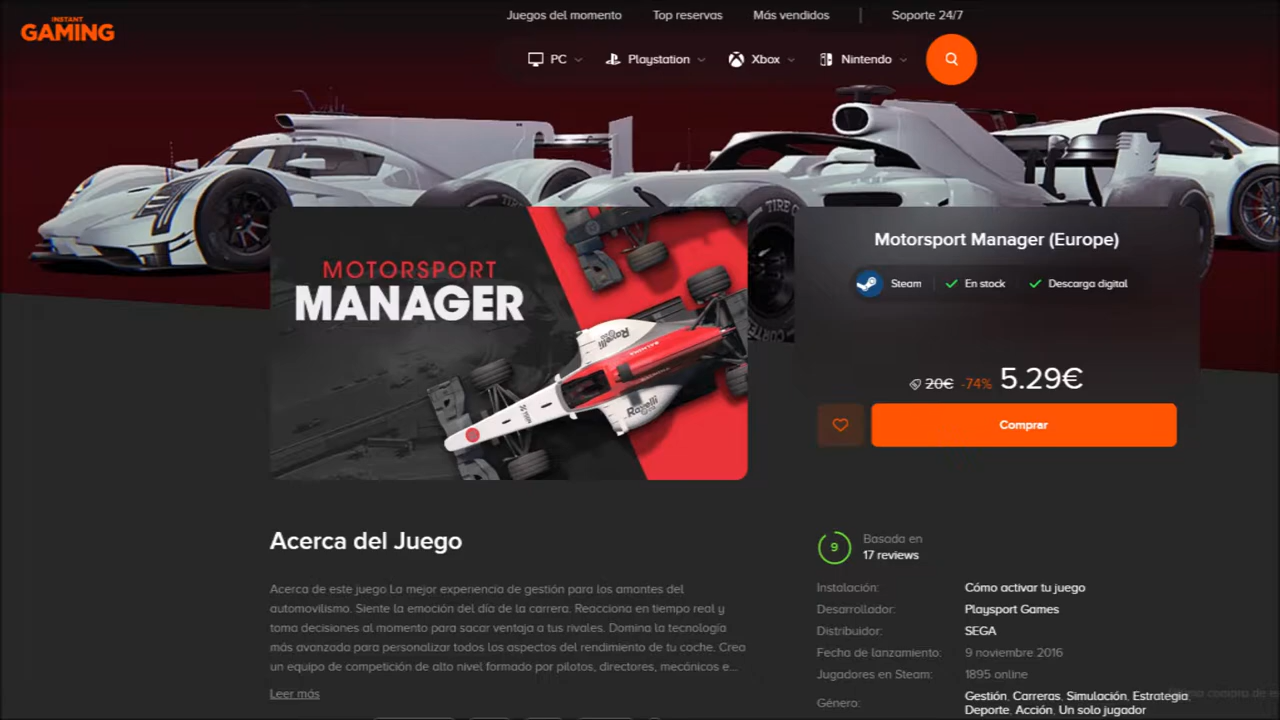 INSTANT
GAMING
Juegos del momento
Top reservas
Más vendidos
Soporte 24/7
PC
Playstation
Xbox
Nintendo
MOTORSPORT
MANAGER
Ravelli
Ravelli
TIRE
Motorsport Manager (Europe)
Steam
En stock
Descarga digital
20€ -74% 5.29€
Comprar
Acerca del Juego
Acerca de este juego La mejor experiencia de gestión para los amantes del
automovilismo. Siente la emoción del día de la carrera. Reacciona en tiempo real y
toma decisiones al momento para sacar ventaja a tus rivales. Domina la tecnología
más avanzada para personalizar todos los aspectos del rendimiento de tu coche. Crea
un equipo de competición de alto nivel formado por pilotos, directores, mecánicos e...
Leer más
9
Basada en
17 reviews
Instalación: Cómo activar tu juego
Desarrollador: Playsport Games
Distribuidor: SEGA
Fecha de lanzamiento: 9 noviembre 2016
Jugadores en Steam: 1895 online
Género: Gestión, Carreras, Simulación, Estrategia,
Deporte, Acción, Un solo jugador